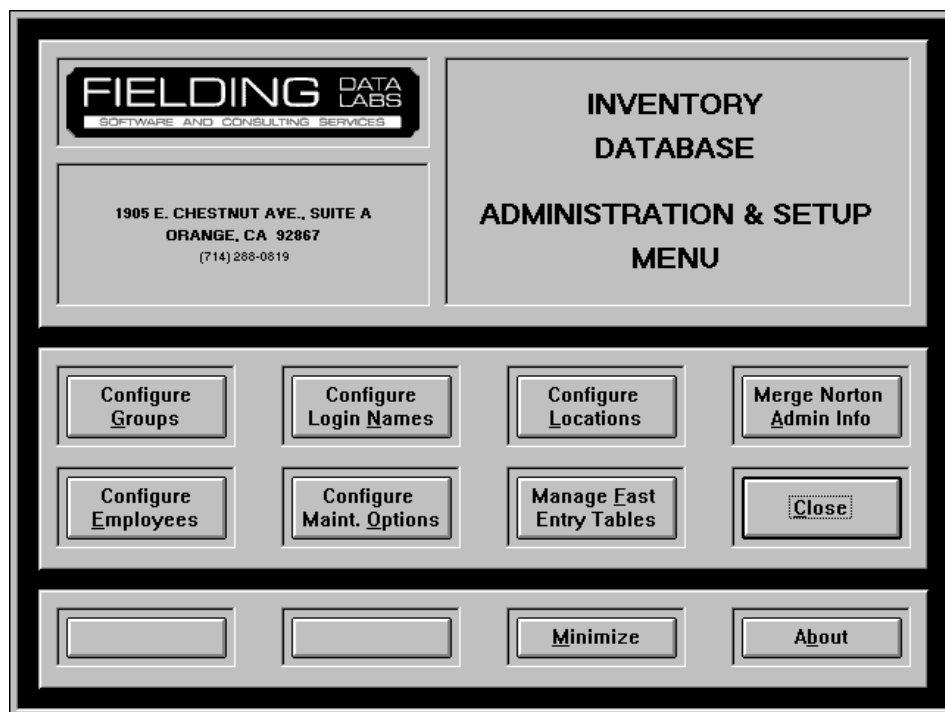 FIELDING DATA LABS
SOFTWARE AND CONSULTING SERVICES
1905 E. CHESTNUT AVE., SUITE A
ORANGE, CA 92867
(714) 288-0819
INVENTORY
DATABASE
ADMINISTRATION & SETUP
MENU
Configure
Groups
Configure
Login Names
Configure
Locations
Merge Norton
Admin Info
Configure
Employees
Configure
Maint. Options
Manage Fast
Entry Tables
Close
Minimize
About